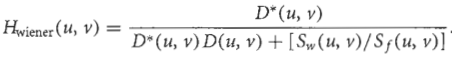 H_wiener(u, v) = D*(u, v) / D*(u, v) D(u, v) + [S_w(u, v)/S_f(u, v)].